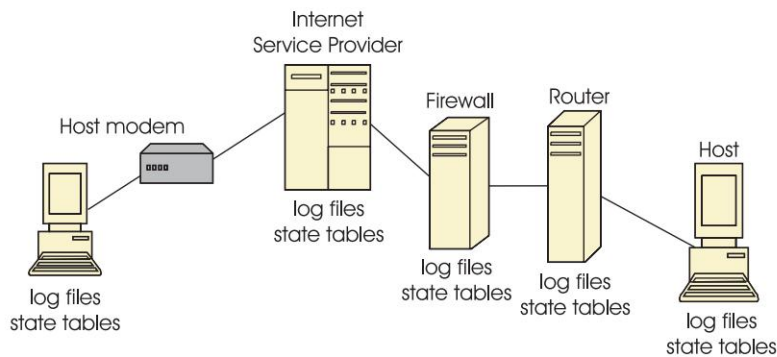 Internet
Service Provider
Firewall
Router
Host modem
Host
log files
state tables
log files
state tables
log files
state tables
log files
state tables
log files
state tables